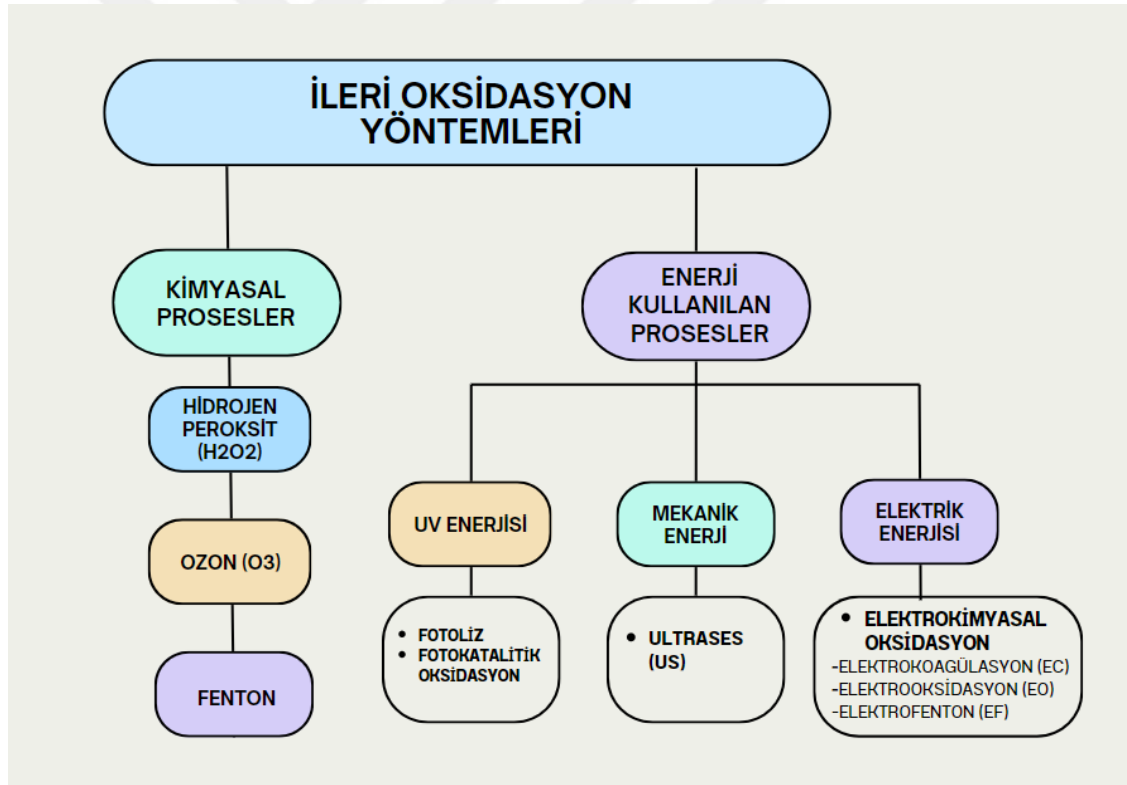 İLERİ OKSİDASYON
YÖNTEMLERİ
KİMYASAL
PROSESLER
HİDROJEN
PEROKSİT
(H2O2)
OZON (O3)
FENTON
ENERJİ
KULLANILAN
PROSESLER
UV ENERJİSİ
• FOTOLİZ
• FOTOKATALİTİK
OKSİDASYON
MEKANİK
ENERJİ
• ULTRASES
(US)
ELEKTRİK
ENERJİSİ
• ELEKTROKİMYASAL
OKSİDASYON
-ELEKTROKOAGÜLASYON (EC)
-ELEKTROOKSİDASYON (EO)
-ELEKTROFENTON (EF)